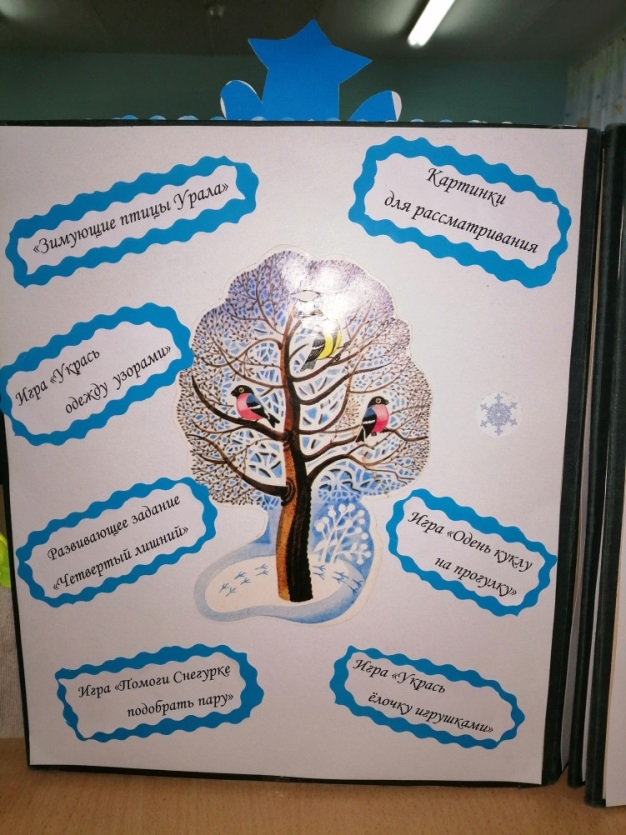 «Зимующие птицы Урала»
Картинки
для рассматривания
Игра «Укрась
одежду узорами»
Развивающее задание
«Четвертый лишний»
Игра «Одень куклу
на прогулку»
Игра «Помоги Снегурке
подобрать пару»
Игра «Укрась
ёлочку игрушками»